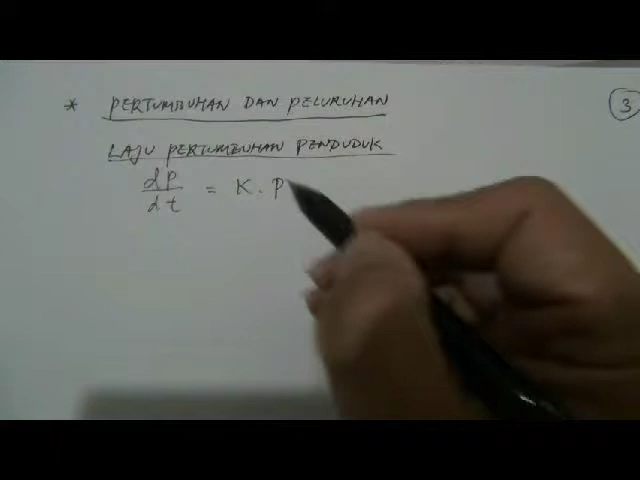 * PERTUMBUHAN DAN PELURUHAN
3
LAJU PERTUMBUHAN PENDUDUK
dP/dt = K . P